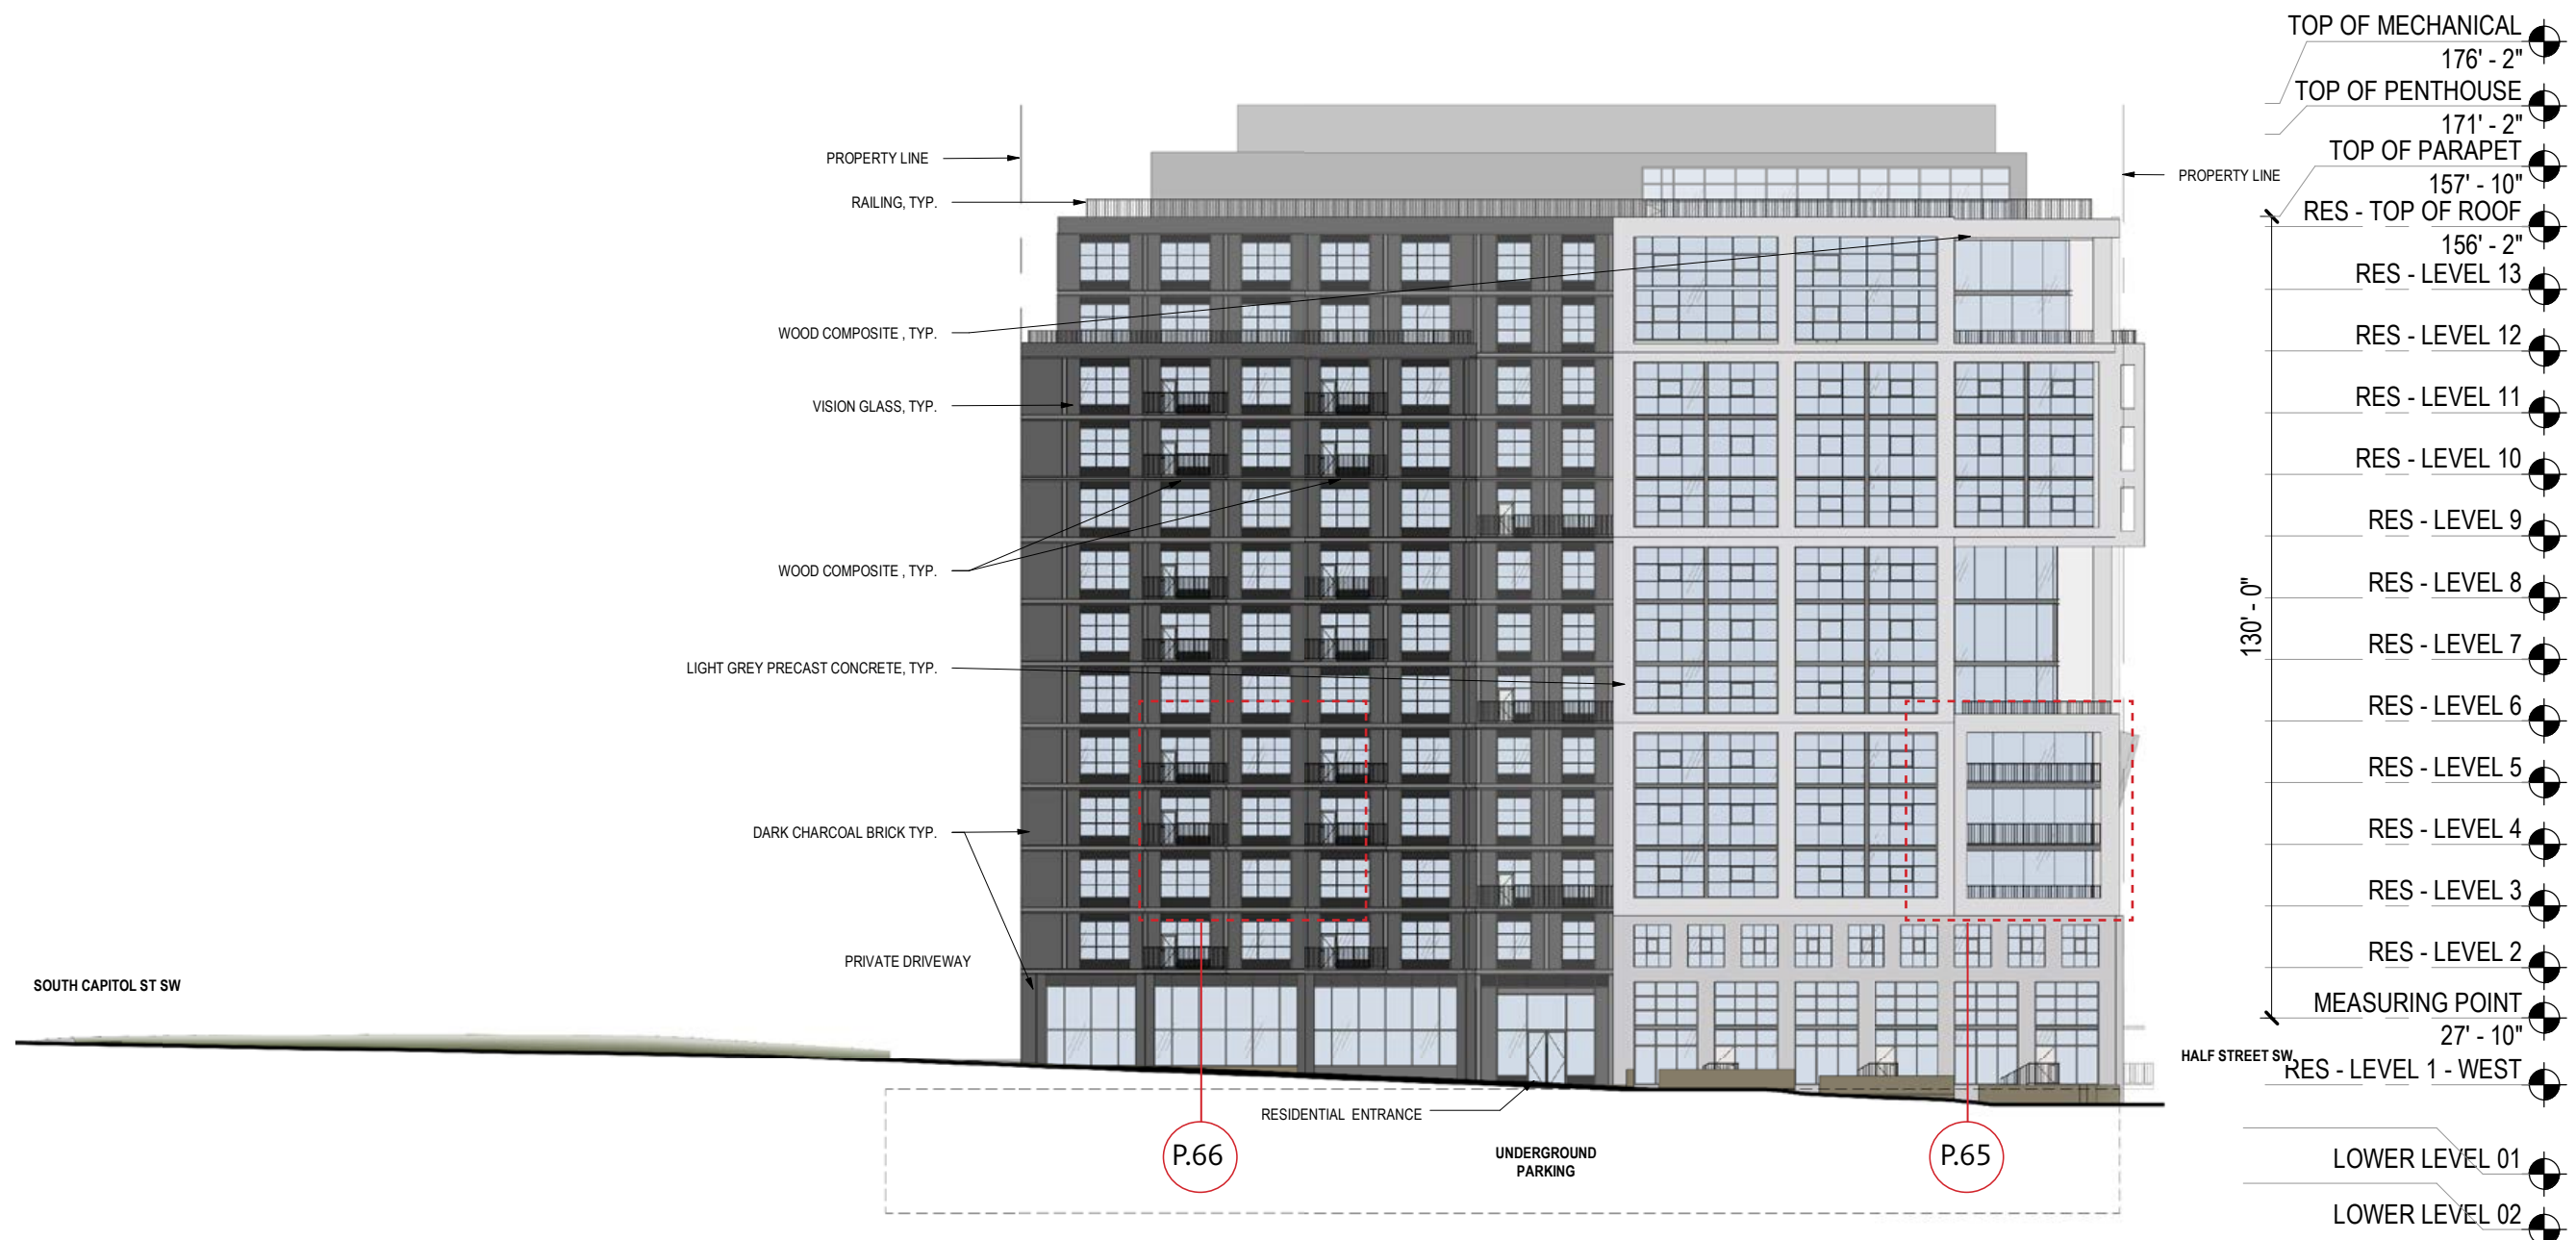 TOP OF MECHANICAL
176' - 2"
TOP OF PENTHOUSE
171' - 2"
TOP OF PARAPET
157' - 10"
RES - TOP OF ROOF
156' - 2"
RES - LEVEL 13
RES - LEVEL 12
RES - LEVEL 11
RES - LEVEL 10
RES - LEVEL 9
RES - LEVEL 8
RES - LEVEL 7
RES - LEVEL 6
RES - LEVEL 5
RES - LEVEL 4
RES - LEVEL 3
RES - LEVEL 2
MEASURING POINT
27' - 10"
RES - LEVEL 1 - WEST
LOWER LEVEL 01
LOWER LEVEL 02
130' - 0"
PROPERTY LINE
HALF STREET SW
PROPERTY LINE
RAILING, TYP.
WOOD COMPOSITE , TYP.
VISION GLASS, TYP.
WOOD COMPOSITE , TYP.
LIGHT GREY PRECAST CONCRETE, TYP.
DARK CHARCOAL BRICK TYP.
PRIVATE DRIVEWAY
SOUTH CAPITOL ST SW
RESIDENTIAL ENTRANCE
P.66
UNDERGROUND
PARKING
P.65